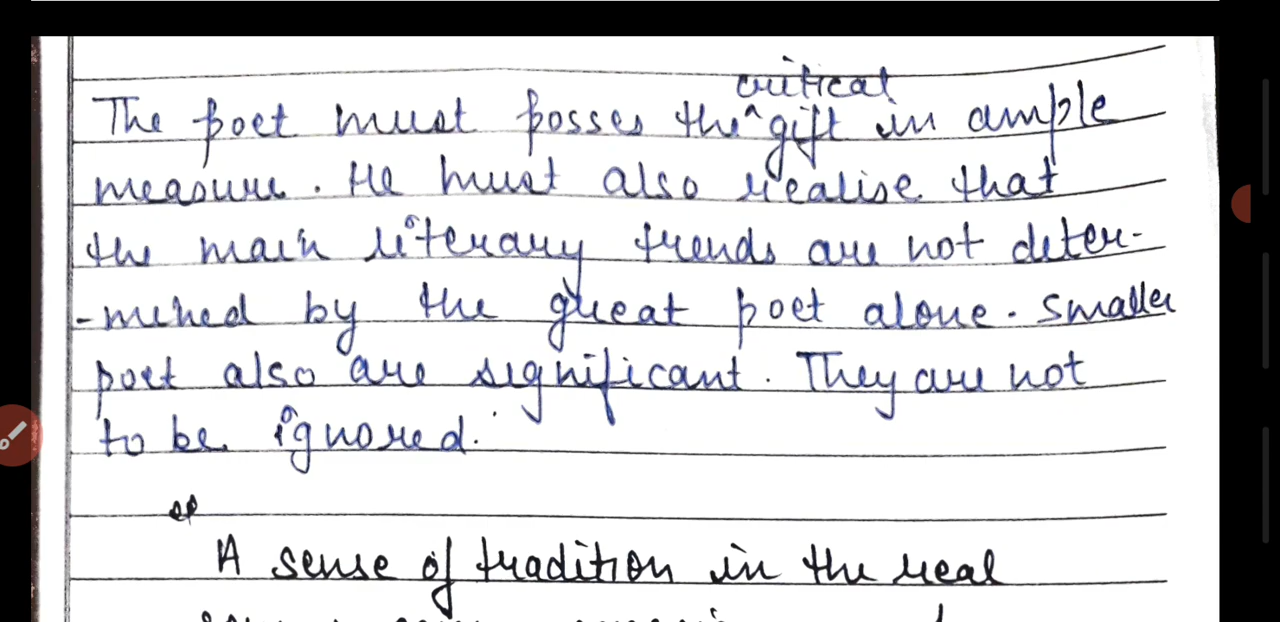 The poet must posses the ^critical gift in ample
measure. He must also realise that
the main literary trends are not deter-
-mined by the great poet alone. Smaller
poet also are significant. They are not
to be ignored.
A sense of tradition in the real